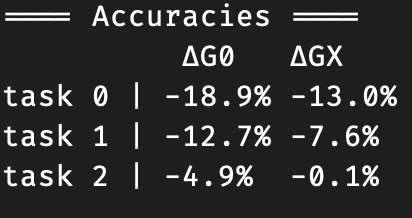 ════ Accuracies ════
ΔG0 ΔGX
task 0 | -18.9% -13.0%
task 1 | -12.7% -7.6%
task 2 | -4.9% -0.1%